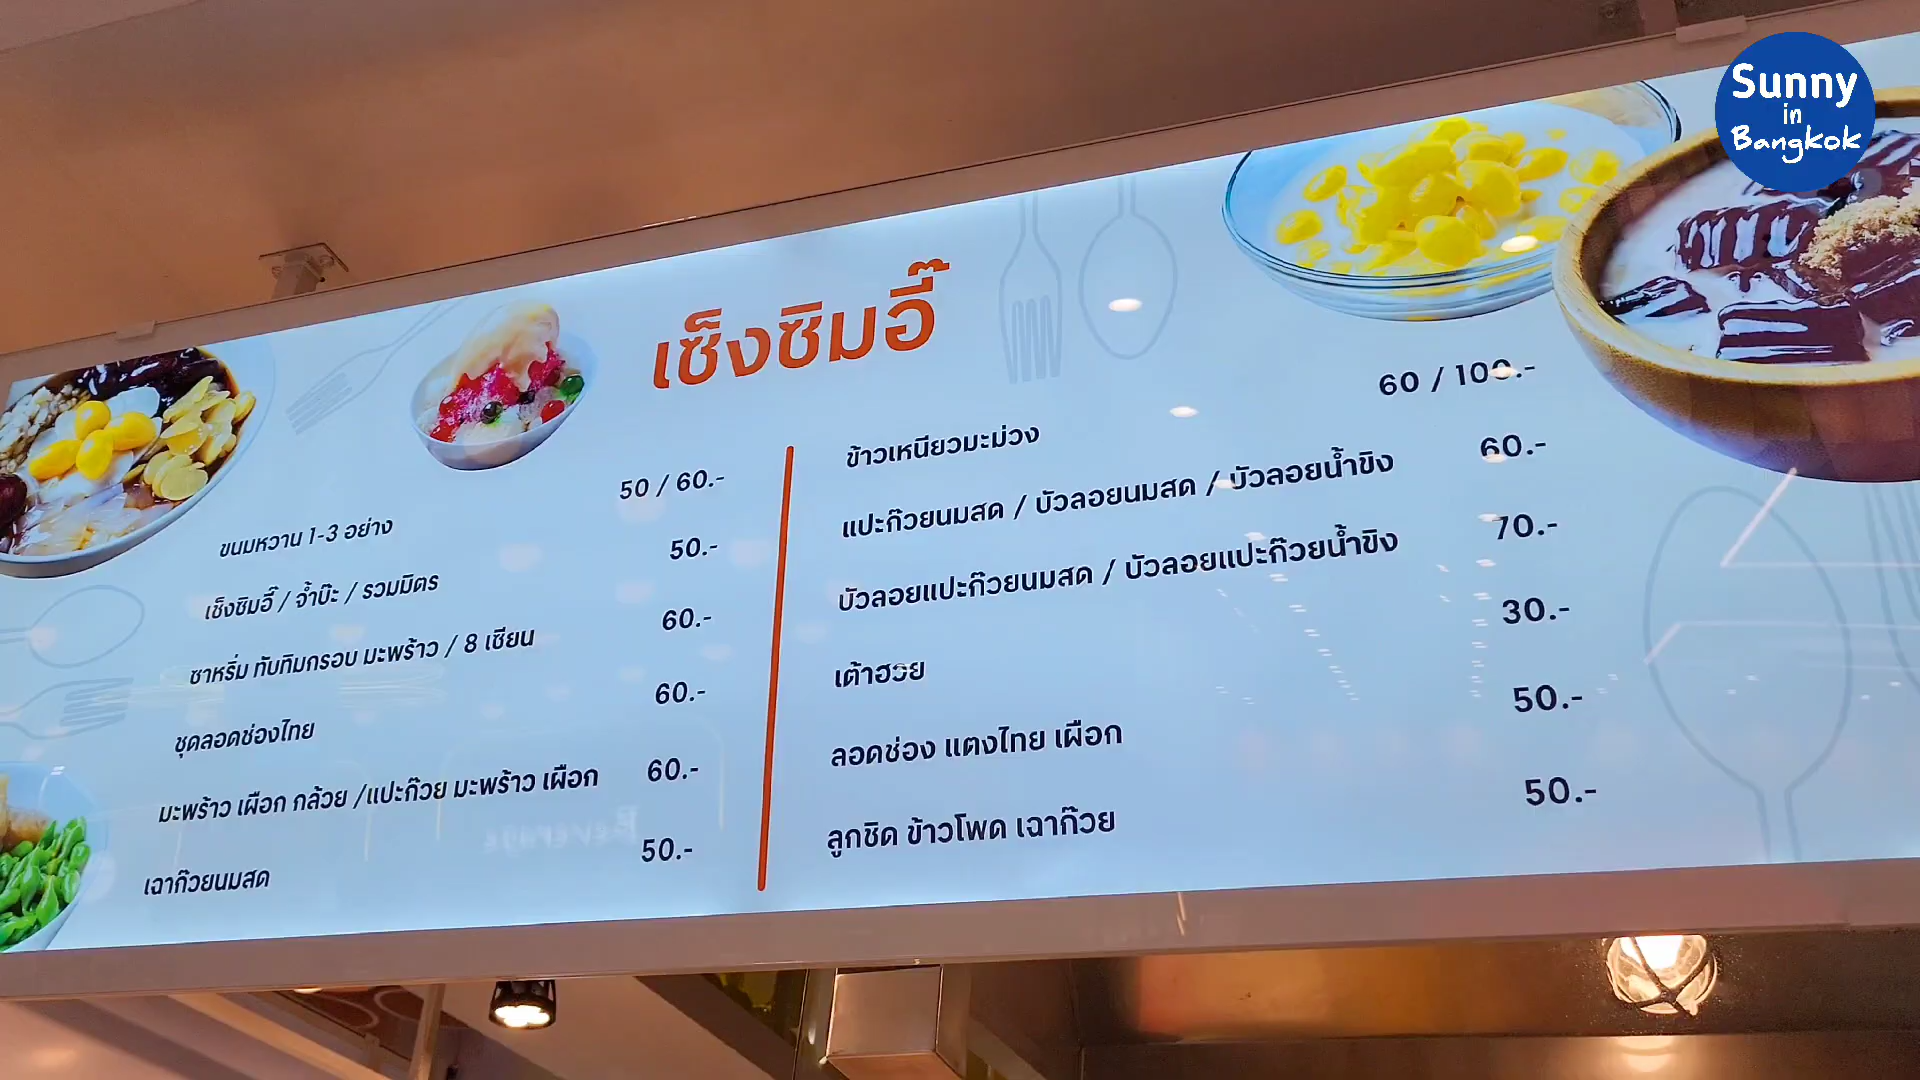 Sunny
in
Bangkok
เซ็งซิมอี๊
ขนมหวาน 1-3 อย่าง 50 / 60.-
เช็งซิมอี๊ / จ้ำบ๊ะ / รวมมิตร 50.-
ซาหริ่ม ทับทิมกรอบ มะพร้าว / 8 เซียน 60.-
ชุดลอดช่องไทย 60.-
มะพร้าว เผือก กล้วย /แปะก๊วย มะพร้าว เผือก 60.-
เฉาก๊วยนมสด 50.-
ข้าวเหนียวมะม่วง 60 / 100.-
แปะก๊วยนมสด / บัวลอยนมสด / บัวลอยน้ำขิง 60.-
บัวลอยแปะก๊วยนมสด / บัวลอยแปะก๊วยน้ำขิง 70.-
เต้าฮวย 30.-
ลอดช่อง แตงไทย เผือก 50.-
ลูกชิด ข้าวโพด เฉาก๊วย 50.-